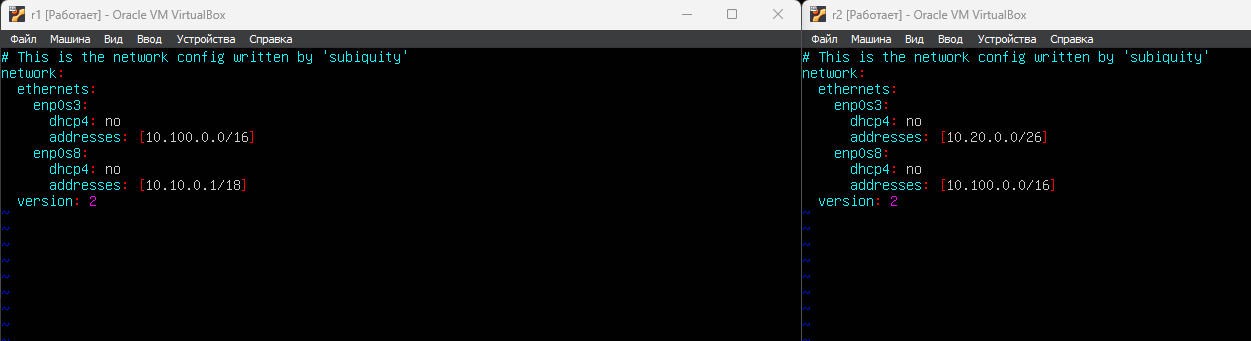 r1 [Работает] - Oracle VM VirtualBox
Файл Машина Вид Ввод Устройства Справка
# This is the network config written by 'subiquity'
network:
  ethernets:
    enp0s3:
      dhcp4: no
      addresses: [10.100.0.0/16]
    enp0s8:
      dhcp4: no
      addresses: [10.10.0.1/18]
  version: 2
~
~
~
~
~
~
~
~
~
r2 [Работает] - Oracle VM VirtualBox
Файл Машина Вид Ввод Устройства Справка
# This is the network config written by 'subiquity'
network:
  ethernets:
    enp0s3:
      dhcp4: no
      addresses: [10.20.0.0/26]
    enp0s8:
      dhcp4: no
      addresses: [10.100.0.0/16]
  version: 2
~
~
~
~
~
~
~
~
~